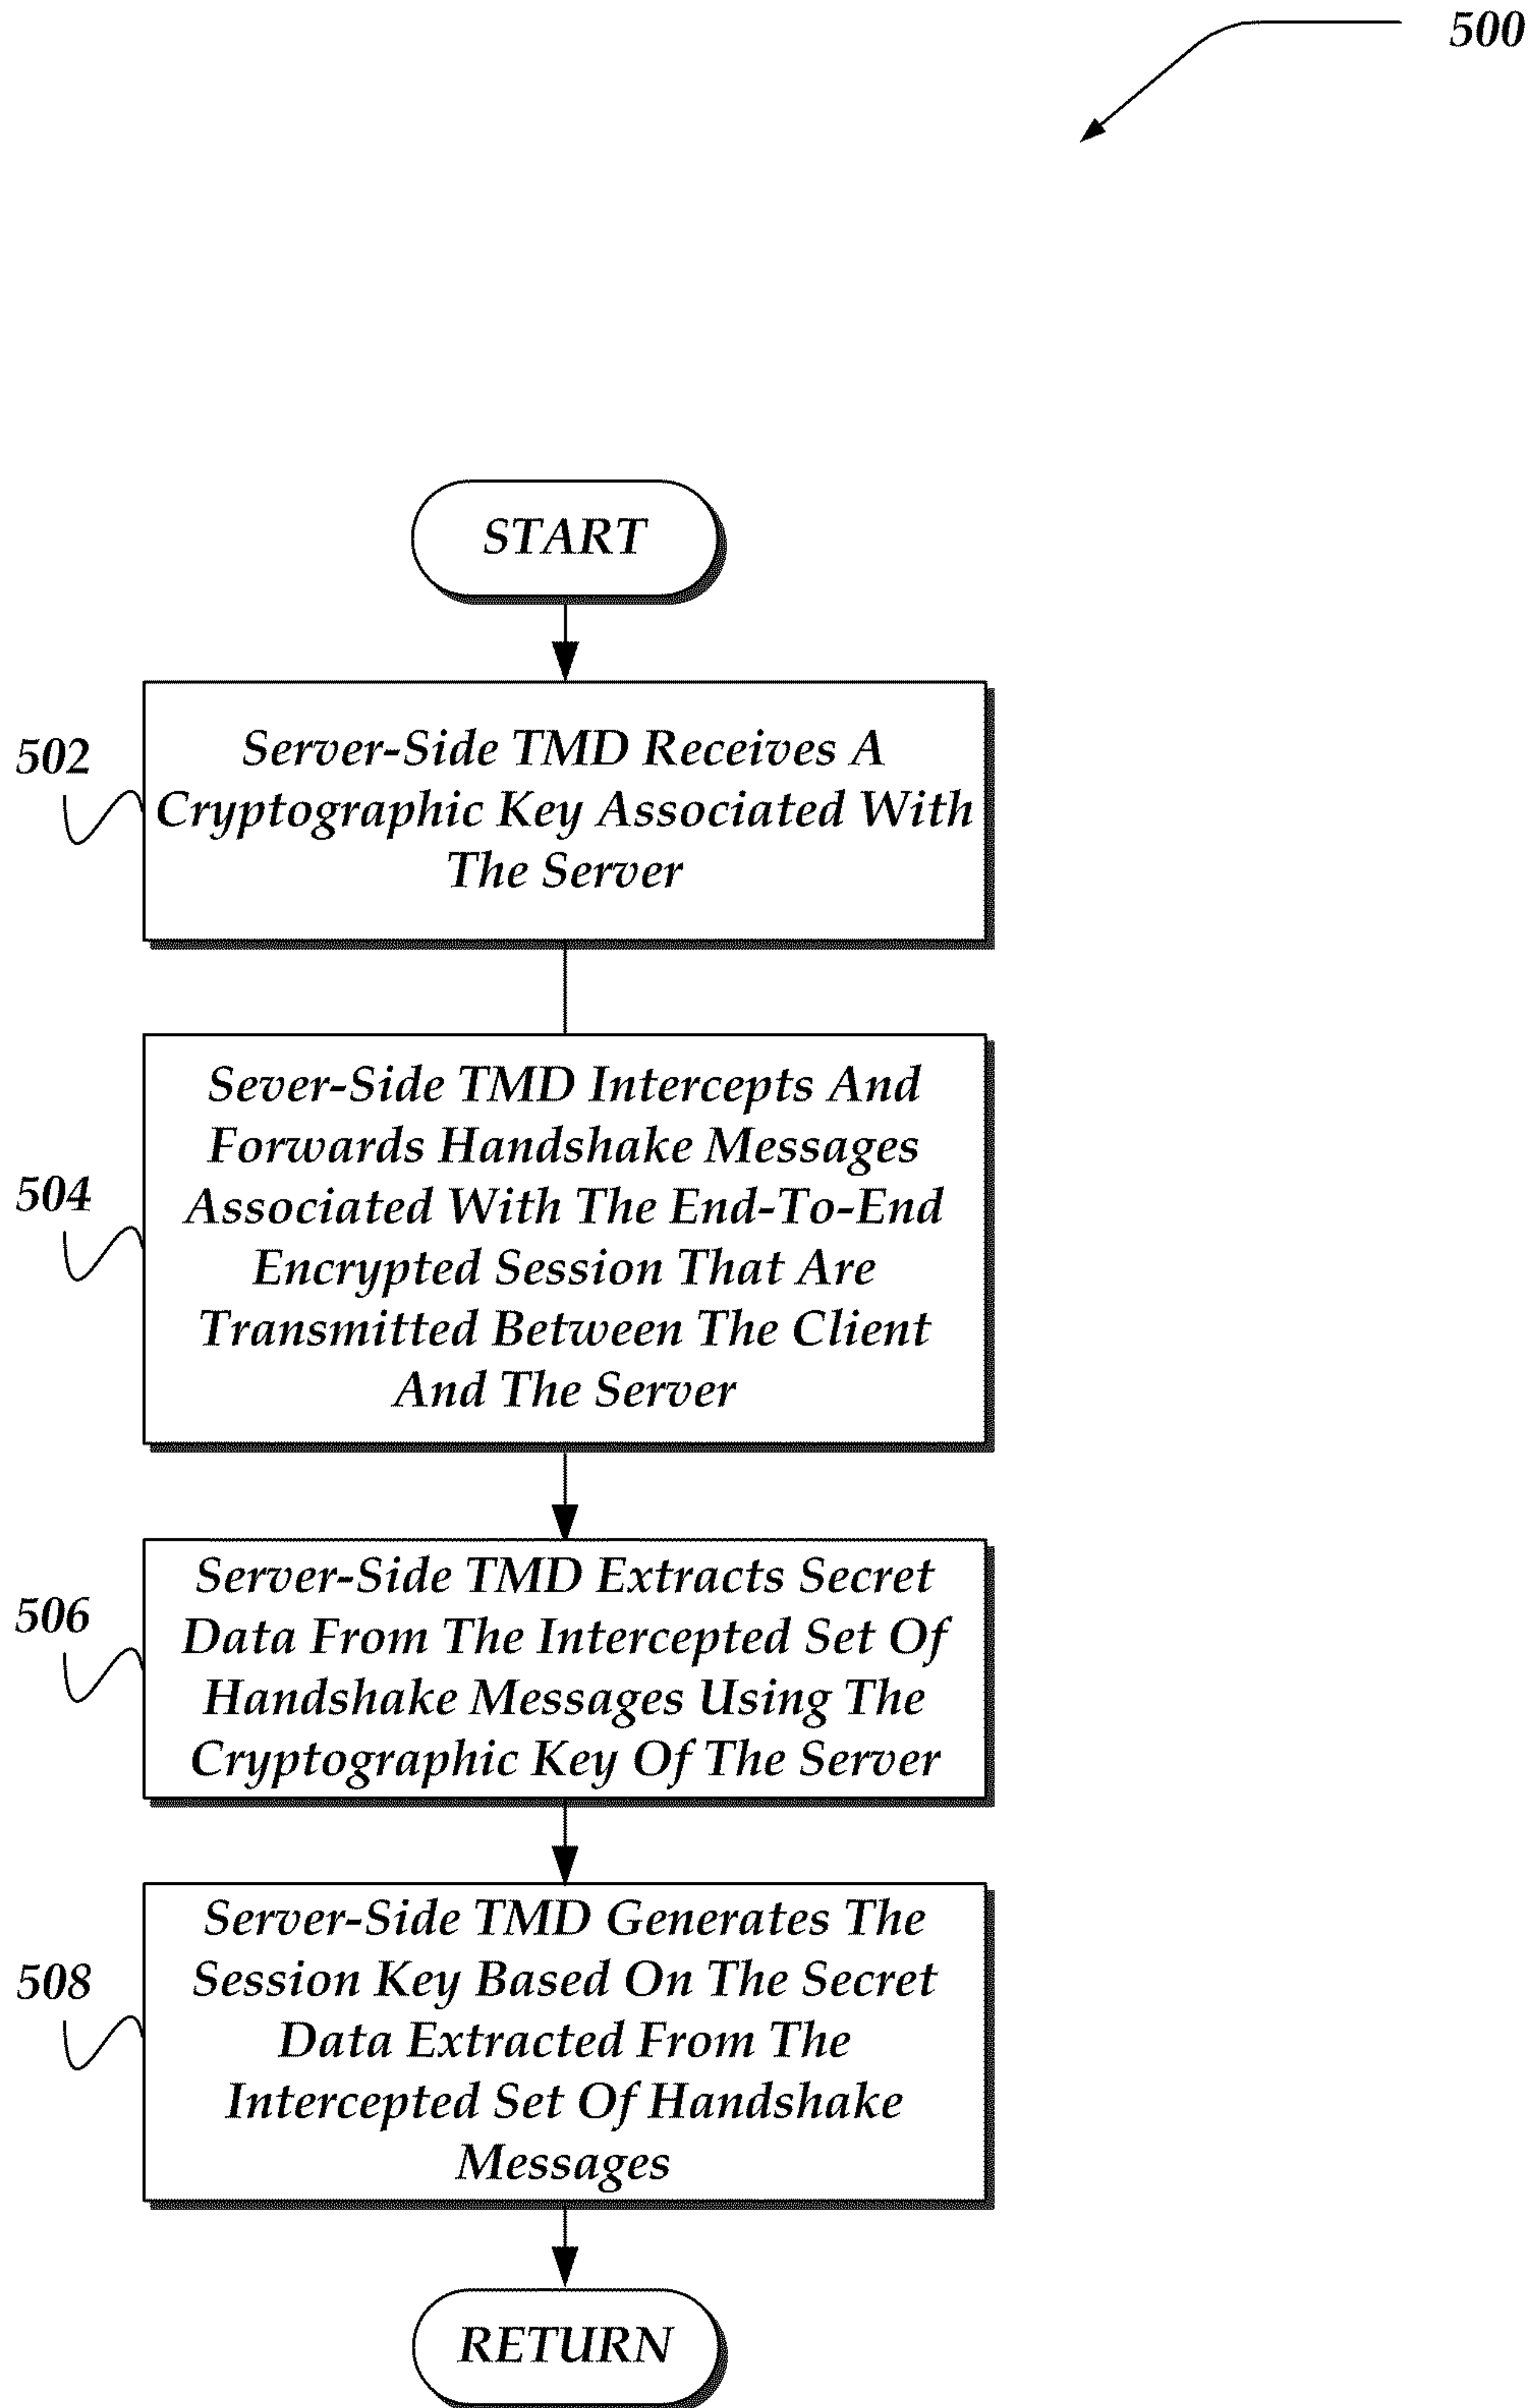 500
START
502
Server-Side TMD Receives A
Cryptographic Key Associated With
The Server
504
Sever-Side TMD Intercepts And
Forwards Handshake Messages
Associated With The End-To-End
Encrypted Session That Are
Transmitted Between The Client
And The Server
506
Server-Side TMD Extracts Secret
Data From The Intercepted Set Of
Handshake Messages Using The
Cryptographic Key Of The Server
508
Server-Side TMD Generates The
Session Key Based On The Secret
Data Extracted From The
Intercepted Set Of Handshake
Messages
RETURN